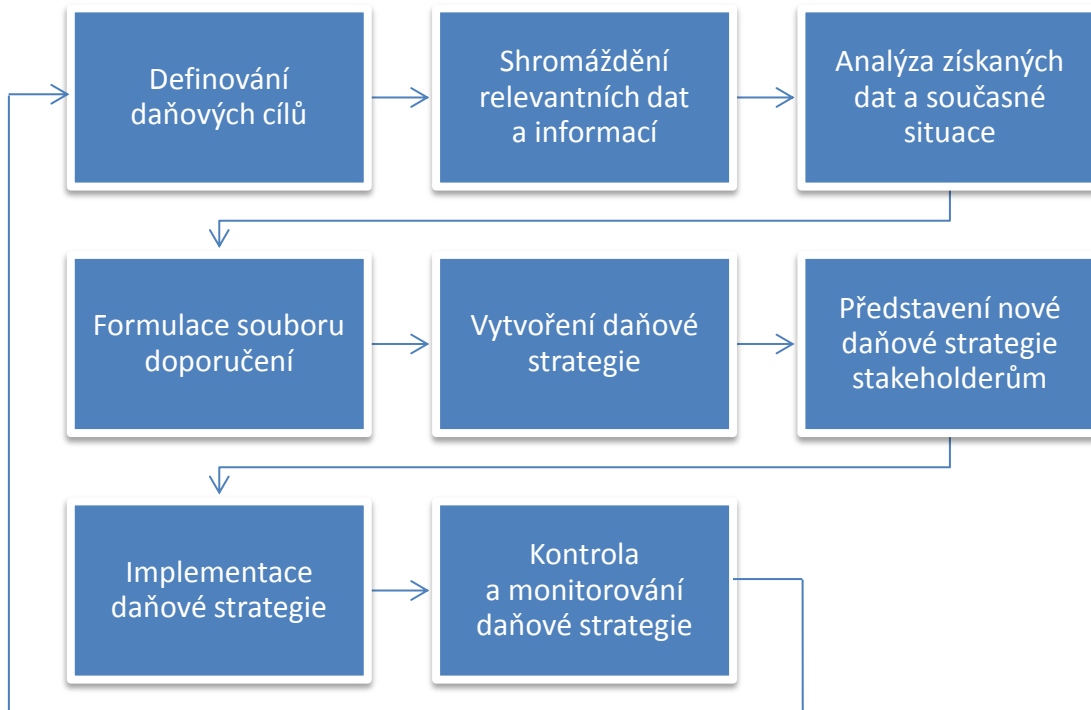 Definování
daňových cílů
Shromáždění
relevantních dat
a informací
Analýza získaných
dat a současné
situace
Formulace souboru
doporučení
Vytvoření daňové
strategie
Představení nové
daňové strategie
stakeholderům
Implementace
daňové strategie
Kontrola
a monitorování
daňové strategie